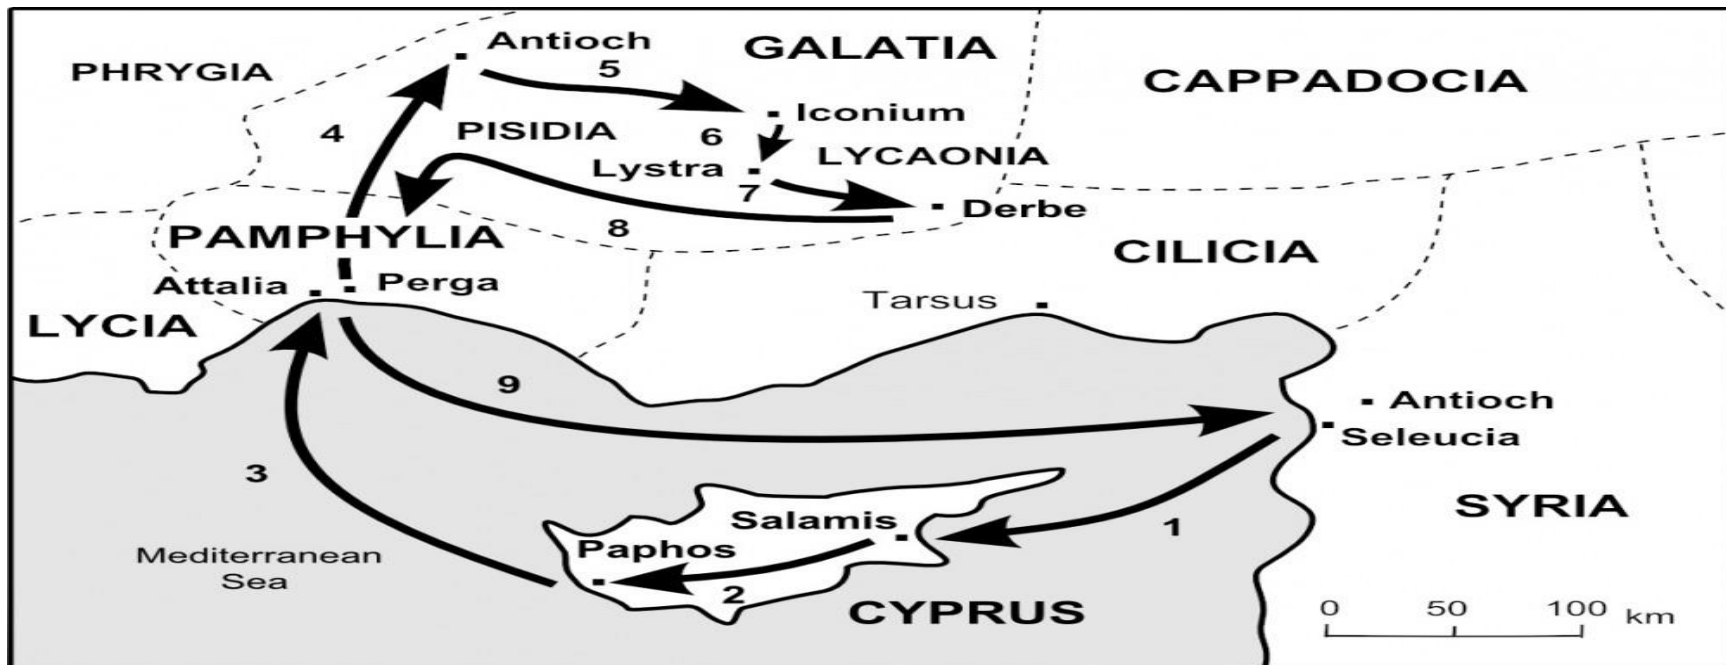 Antioch
GALATIA
5
PHRYGIA
CAPPADOCIA
Iconium
4
PISIDIA
6
LYCAONIA
Lystra
7
Derbe
8
PAMPHYLIA
CILICIA
Attalia
Perga
Tarsus
LYCIA
9
Antioch
Seleucia
3
SYRIA
Salamis
1
Paphos
Mediterranean
Sea
2
CYPRUS
0 50 100 km